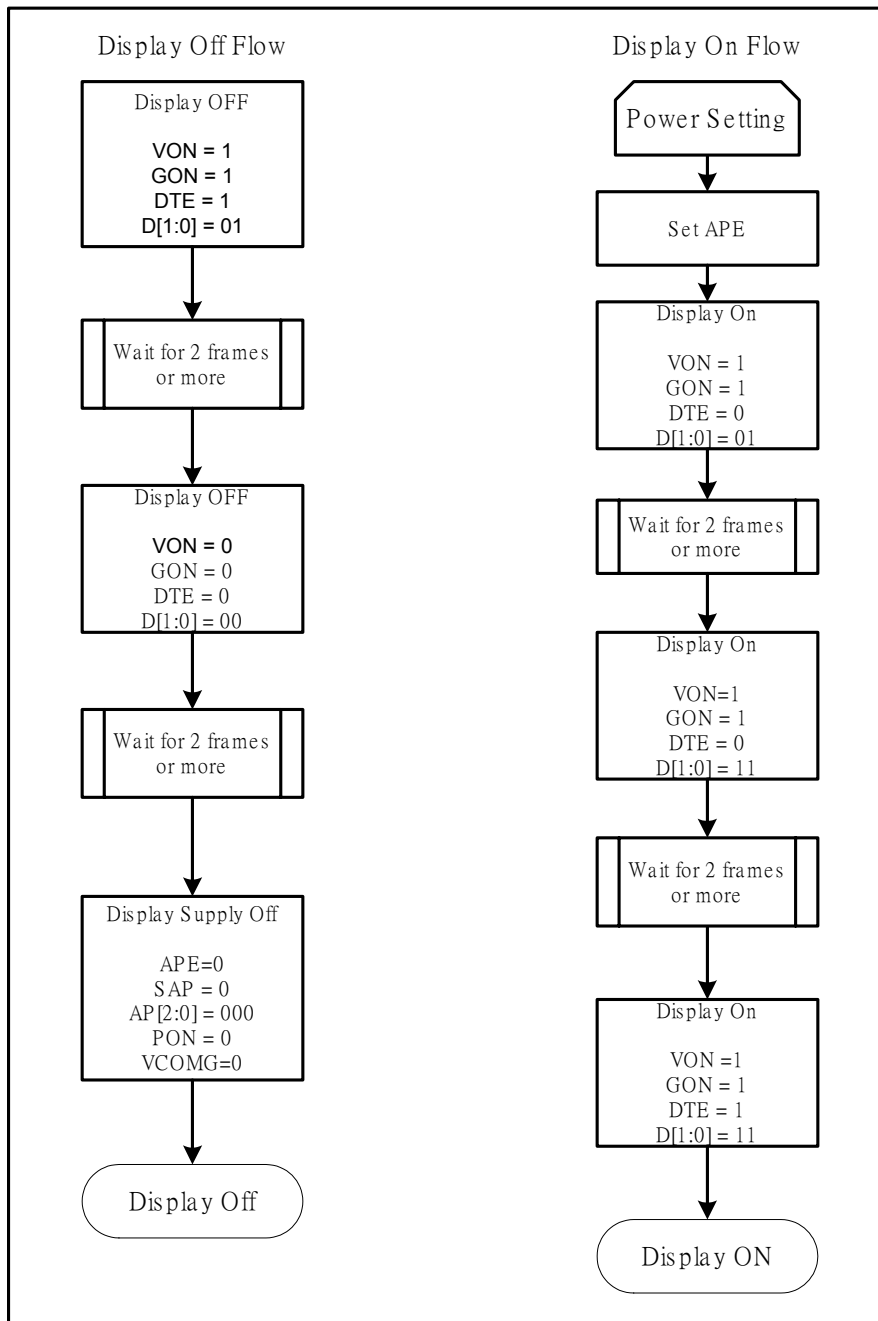 Display Off Flow
Display OFF
VON = 1
GON = 1
DTE = 1
D[1:0] = 01
Wait for 2 frames
or more
Display OFF
VON = 0
GON = 0
DTE = 0
D[1:0] = 00
Wait for 2 frames
or more
Display Supply Off
APE=0
SAP = 0
AP[2:0] = 000
PON = 0
VCOMG=0
Display Off
Display On Flow
Power Setting
Set APE
Display On
VON = 1
GON = 1
DTE = 0
D[1:0] = 01
Wait for 2 frames
or more
Display On
VON=1
GON = 1
DTE = 0
D[1:0] = 11
Wait for 2 frames
or more
Display On
VON =1
GON = 1
DTE = 1
D[1:0] = 11
Display ON